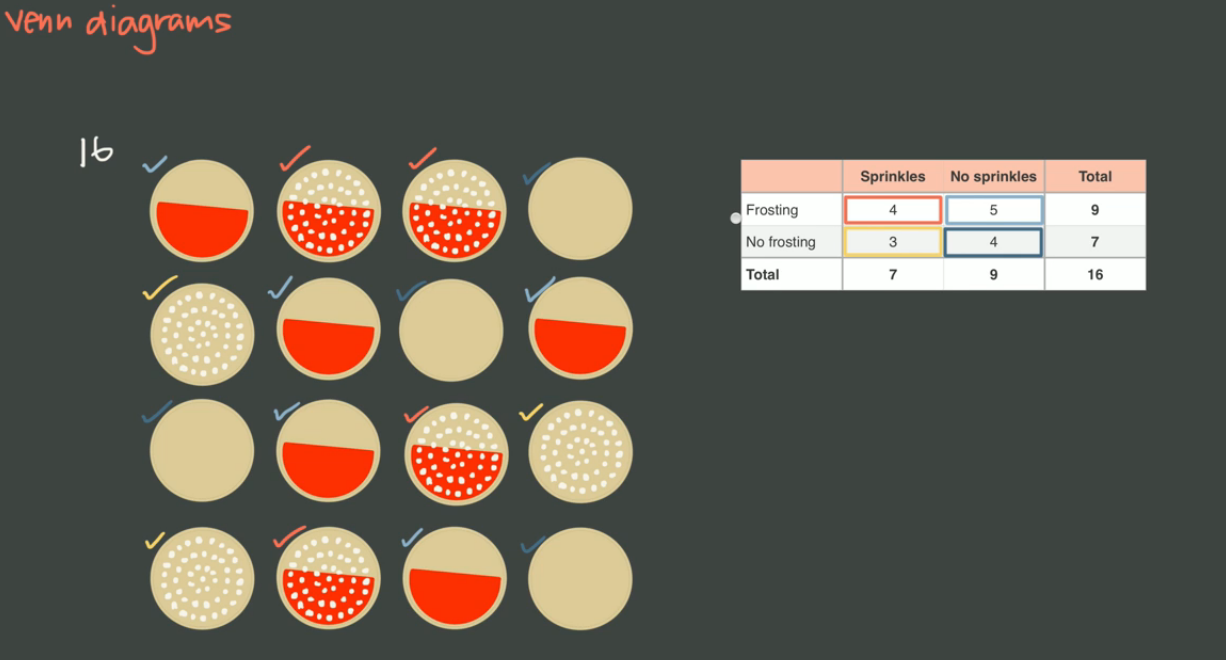 venn diagrams
16
Sprinkles No sprinkles Total
Frosting 4 5 9
No frosting 3 4 7
Total 7 9 16